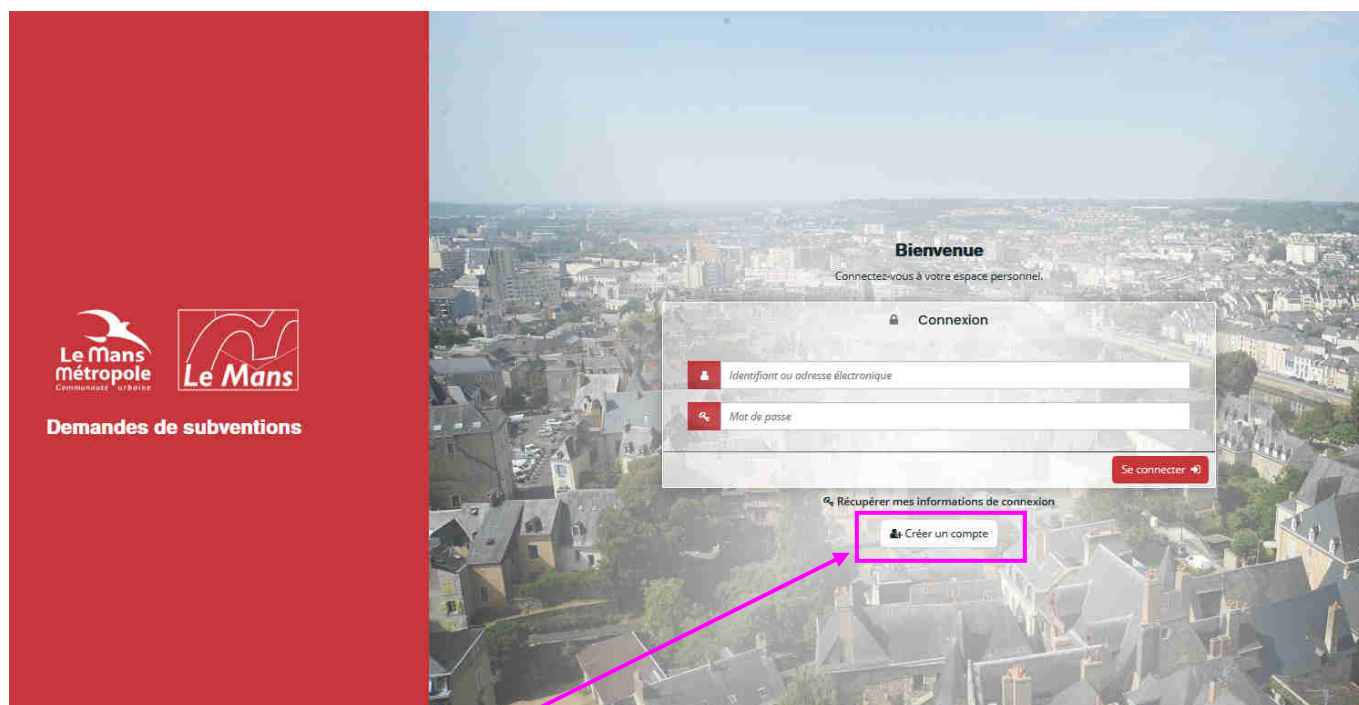 Le Mans
Métropole
Communauté urbaine
Le Mans
Demandes de subventions
Bienvenue
Connectez-vous à votre espace personnel.
Connexion
Identifiant ou adresse électronique
Mot de passe
Se connecter
Récupérer mes informations de connexion
Créer un compte